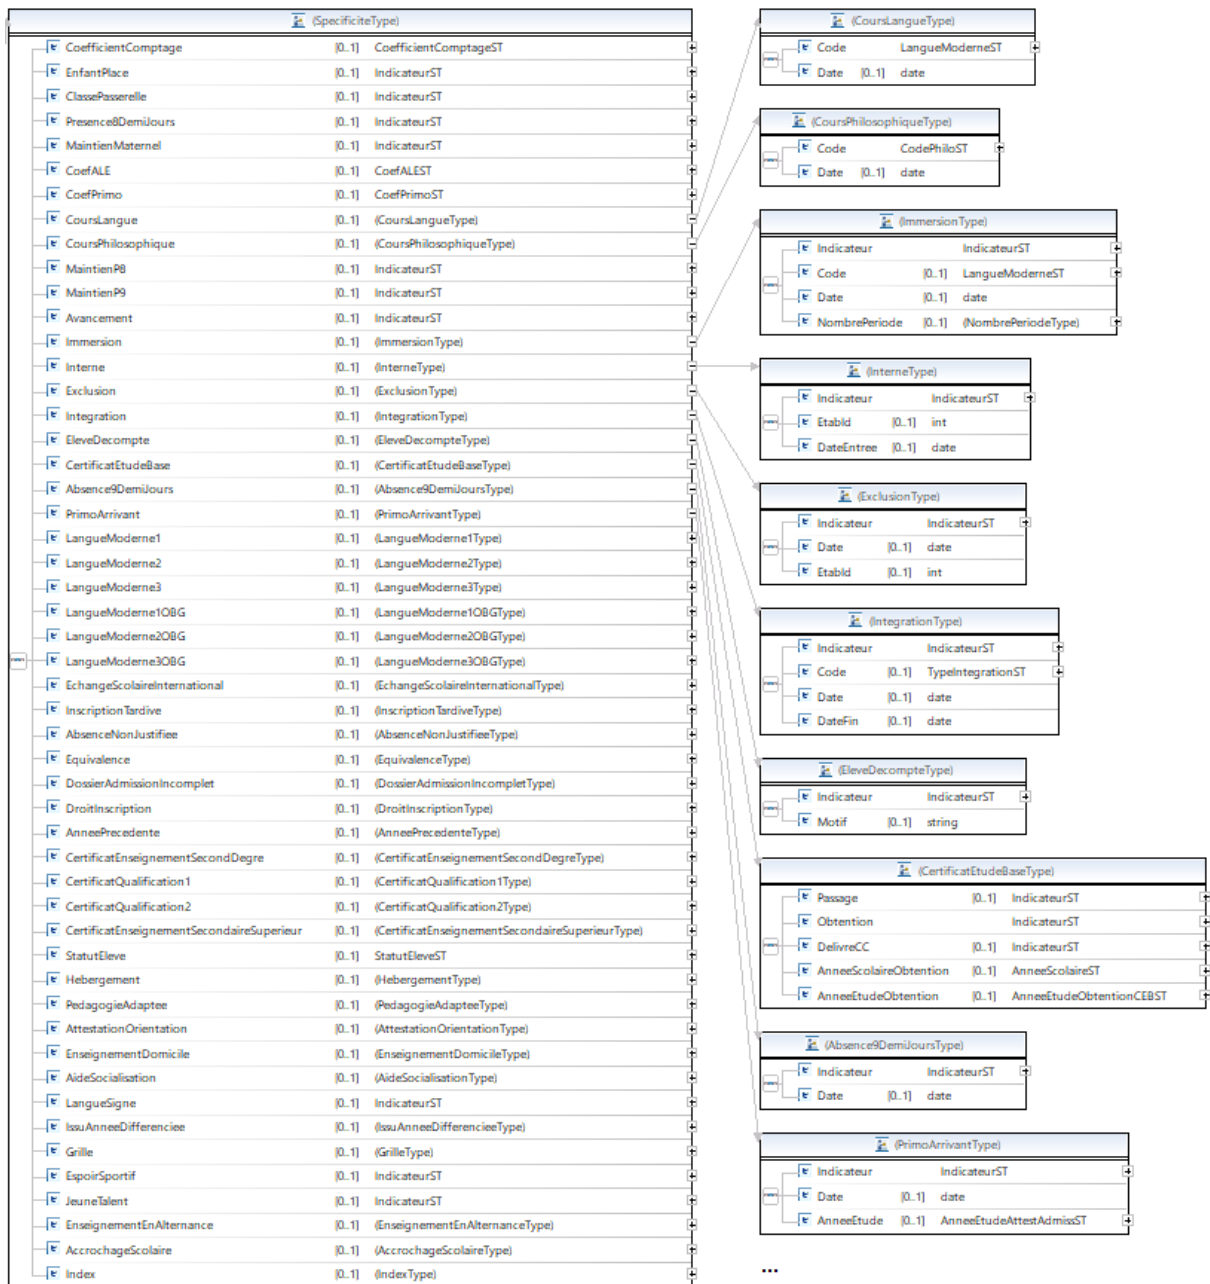 (SpecificiteType)
CoefficientComptage [0..1] CoefficientComptageST
EnfantPlace [0..1] IndicateurST
ClassePasserelle [0..1] IndicateurST
Presence8DemiJours [0..1] IndicateurST
MaintienMaternel [0..1] IndicateurST
CoefALE [0..1] CoefALEST
CoefPrimo [0..1] CoefPrimoST
CoursLangue [0..1] (CoursLangueType)
CoursPhilosophique [0..1] (CoursPhilosophiqueType)
MaintienP8 [0..1] IndicateurST
MaintienP9 [0..1] IndicateurST
Avancement [0..1] IndicateurST
Immersion [0..1] (ImmersionType)
Interne [0..1] (InterneType)
Exclusion [0..1] (ExclusionType)
Integration [0..1] (IntegrationType)
EleveDecompte [0..1] (EleveDecompteType)
CertificatEtudeBase [0..1] (CertificatEtudeBaseType)
Absence9DemiJours [0..1] (Absence9DemiJoursType)
PrimoArrivant [0..1] (PrimoArrivantType)
LangueModerne1 [0..1] (LangueModerne1Type)
LangueModerne2 [0..1] (LangueModerne2Type)
LangueModerne3 [0..1] (LangueModerne3Type)
LangueModerne1OBG [0..1] (LangueModerne1OBGType)
LangueModerne2OBG [0..1] (LangueModerne2OBGType)
LangueModerne3OBG [0..1] (LangueModerne3OBGType)
EchangeScolaireInternational [0..1] (EchangeScolaireInternationalType)
InscriptionTardive [0..1] (InscriptionTardiveType)
AbsenceNonJustifiee [0..1] (AbsenceNonJustifieeType)
Equivalence [0..1] (EquivalenceType)
DossierAdmissionIncomplet [0..1] (DossierAdmissionIncompletType)
DroitInscription [0..1] (DroitInscriptionType)
AnneePrecedente [0..1] (AnneePrecedenteType)
CertificatEnseignementSecondDegre [0..1] (CertificatEnseignementSecondDegreType)
CertificatQualification1 [0..1] (CertificatQualification1Type)
CertificatQualification2 [0..1] (CertificatQualification2Type)
CertificatEnseignementSecondaireSuperieur [0..1] (CertificatEnseignementSecondaireSuperieurType)
StatutEleve [0..1] StatutEleveST
Hebergement [0..1] (HebergementType)
PedagogieAdaptee [0..1] (PedagogieAdapteeType)
AttestationOrientation [0..1] (AttestationOrientationType)
EnseignementDomicile [0..1] (EnseignementDomicileType)
AideSocialisation [0..1] (AideSocialisationType)
LangueSigne [0..1] IndicateurST
IssuAnneeDifferenciee [0..1] (IssuAnneeDifferencieeType)
Grille [0..1] (GrilleType)
EspoirSportif [0..1] IndicateurST
JeuneTalent [0..1] IndicateurST
EnseignementEnAlternance [0..1] (EnseignementEnAlternanceType)
AccrochageScolaire [0..1] (AccrochageScolaireType)
Index [0..1] (IndexType)
(CoursLangueType)
Code LangueModerneST
Date [0..1] date
(CoursPhilosophiqueType)
Code CodePhiloST
Date [0..1] date
(ImmersionType)
Indicateur IndicateurST
Code [0..1] LangueModerneST
Date [0..1] date
NombrePeriode [0..1] (NombrePeriodeType)
(InterneType)
Indicateur IndicateurST
EtabId [0..1] int
DateEntree [0..1] date
(ExclusionType)
Indicateur IndicateurST
Date [0..1] date
EtabId [0..1] int
(IntegrationType)
Indicateur IndicateurST
Code [0..1] TypeIntegrationST
Date [0..1] date
DateFin [0..1] date
(EleveDecompteType)
Indicateur IndicateurST
Motif [0..1] string
(CertificatEtudeBaseType)
Passage [0..1] IndicateurST
Obtention IndicateurST
DelivreCC [0..1] IndicateurST
AnneeScolaireObtention [0..1] AnneeScolaireST
AnneeEtudeObtention [0..1] AnneeEtudeObtentionCEBST
(Absence9DemiJoursType)
Indicateur IndicateurST
Date [0..1] date
(PrimoArrivantType)
Indicateur IndicateurST
Date [0..1] date
AnneeEtude [0..1] AnneeEtudeAttestAdmissST
...